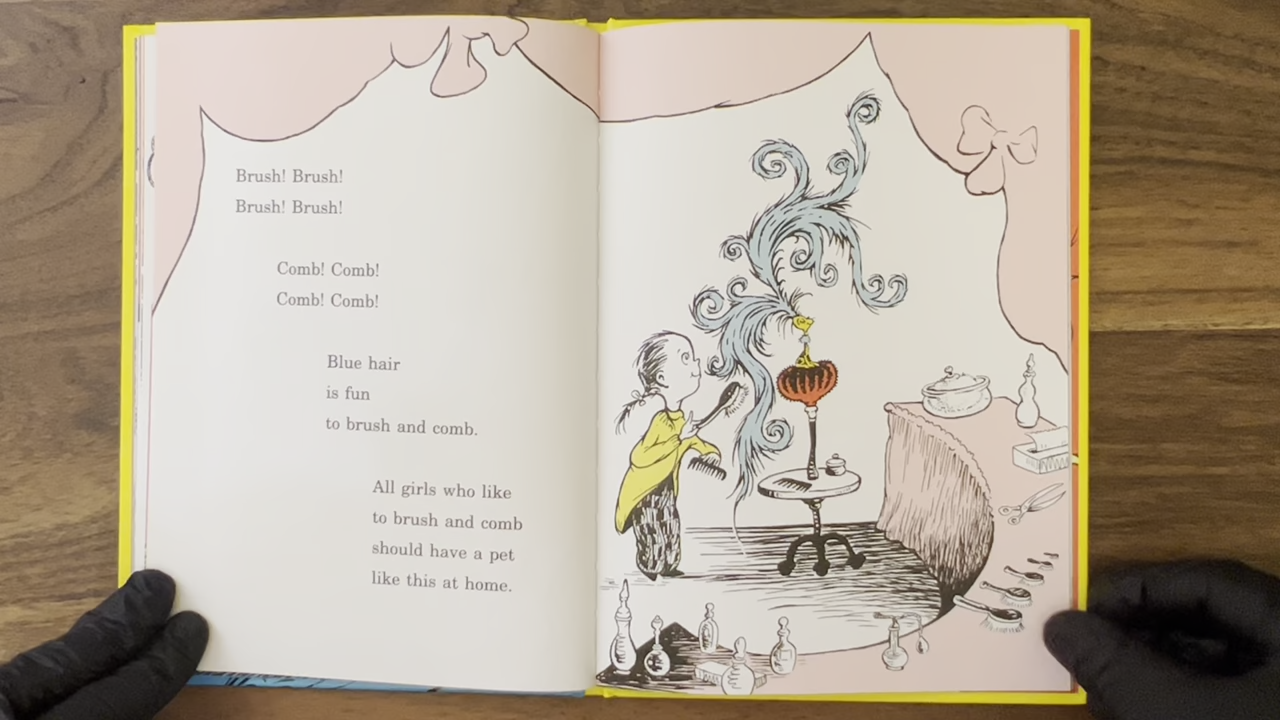 Brush! Brush!
Brush! Brush!
Comb! Comb!
Comb! Comb!
Blue hair
is fun
to brush and comb.
All girls who like
to brush and comb
should have a pet
like this at home.